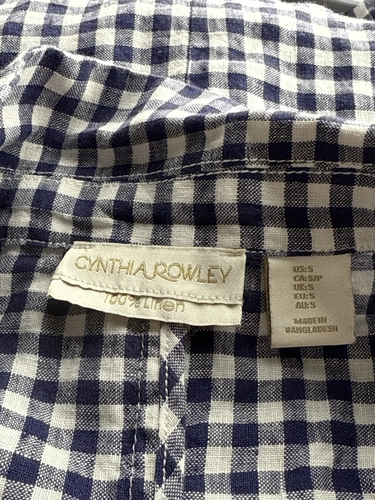 CYNTHIA ROWLEY
100% Linen
US:S
CA:S/P
UK:S
EU:S
AU:S
MADE IN
BANGLADESH